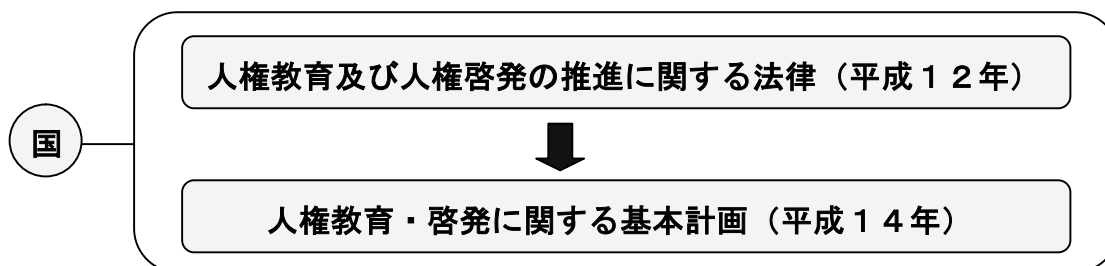 人権教育及び人権啓発の推進に関する法律（平成１２年）
国
人権教育・啓発に関する基本計画（平成１４年）